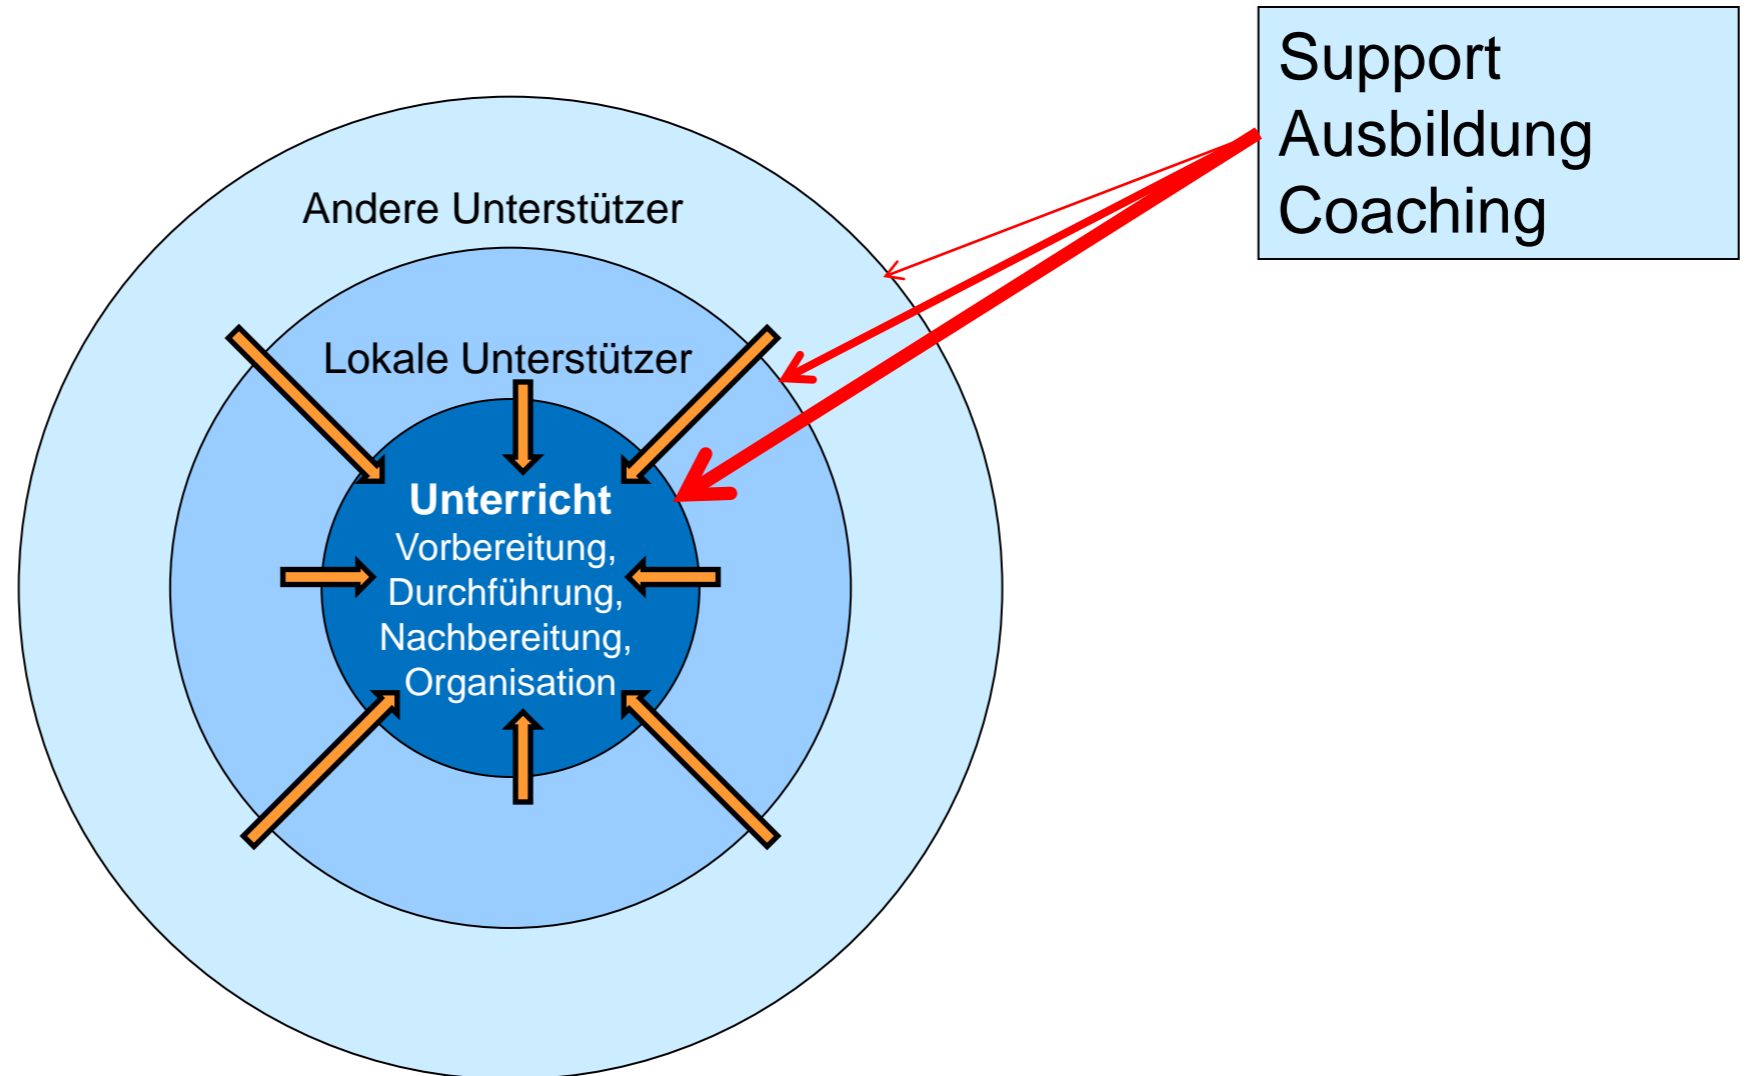 Support
Ausbildung
Coaching
Andere Unterstützer
Lokale Unterstützer
Unterricht
Vorbereitung,
Durchführung,
Nachbereitung,
Organisation